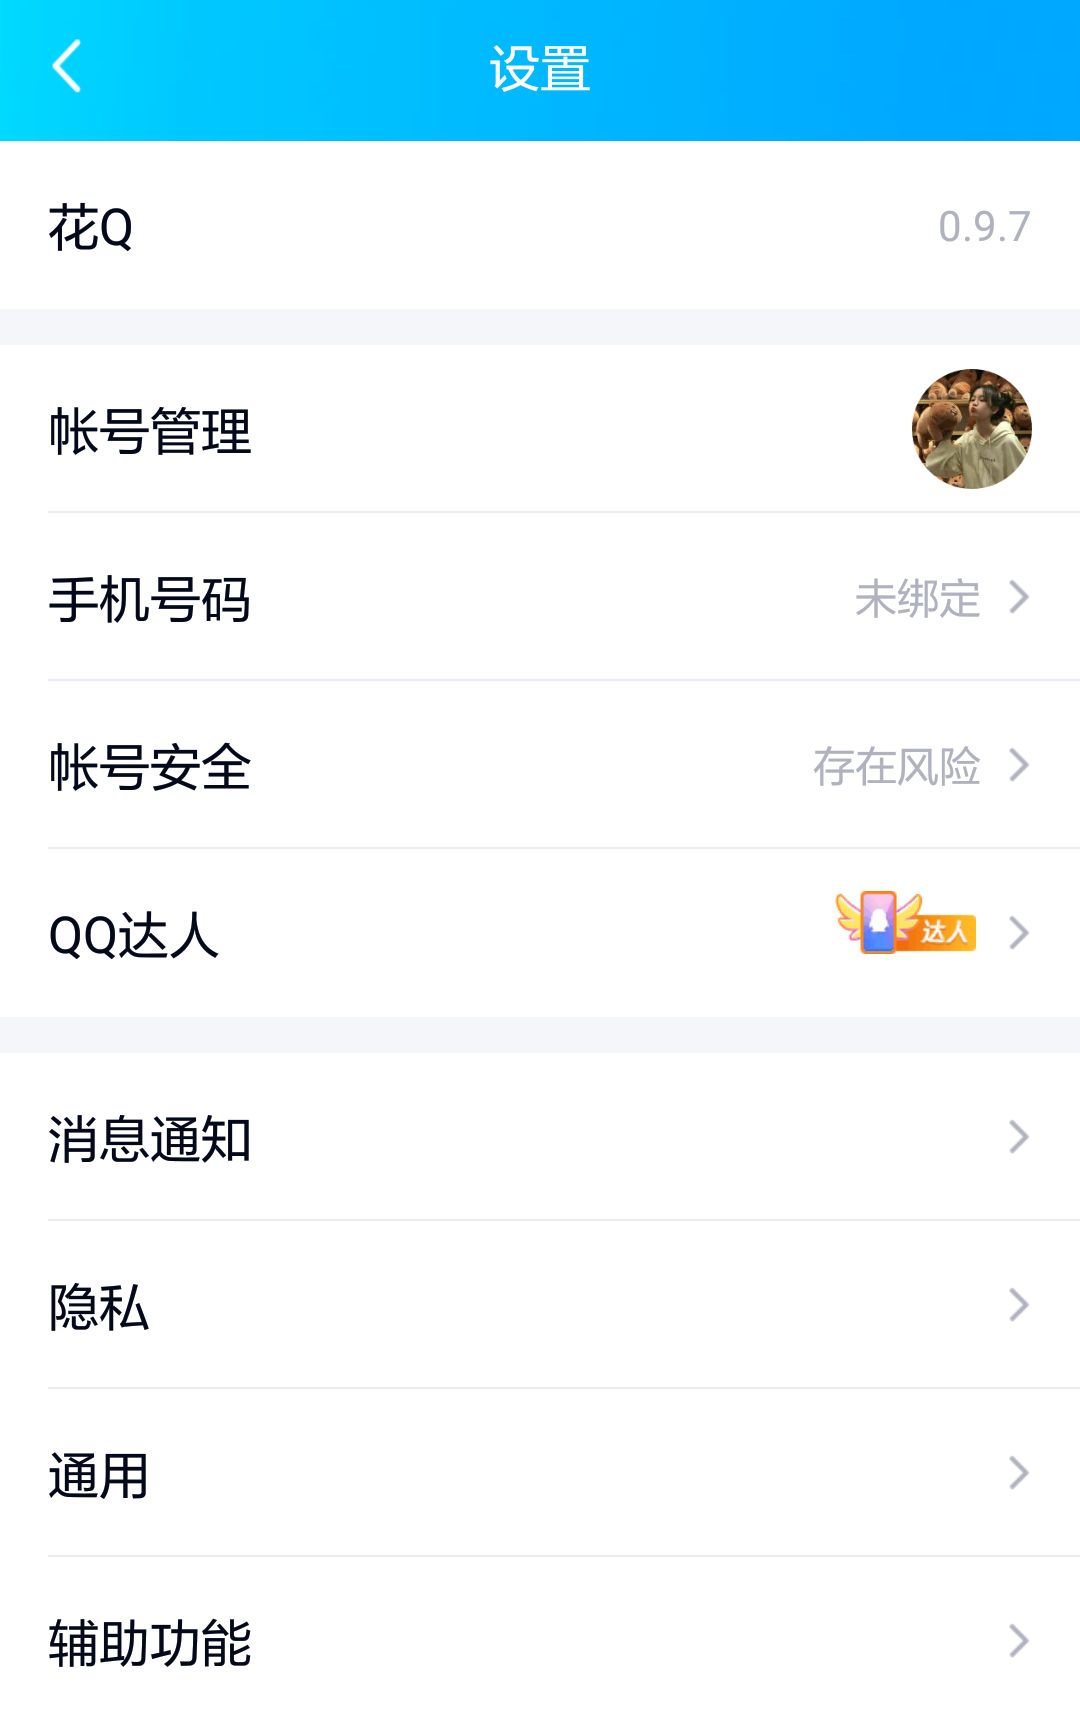 设置
花Q
0.9.7
帐号管理
手机号码
未绑定
帐号安全
存在风险
QQ达人
达人
消息通知
隐私
通用
辅助功能